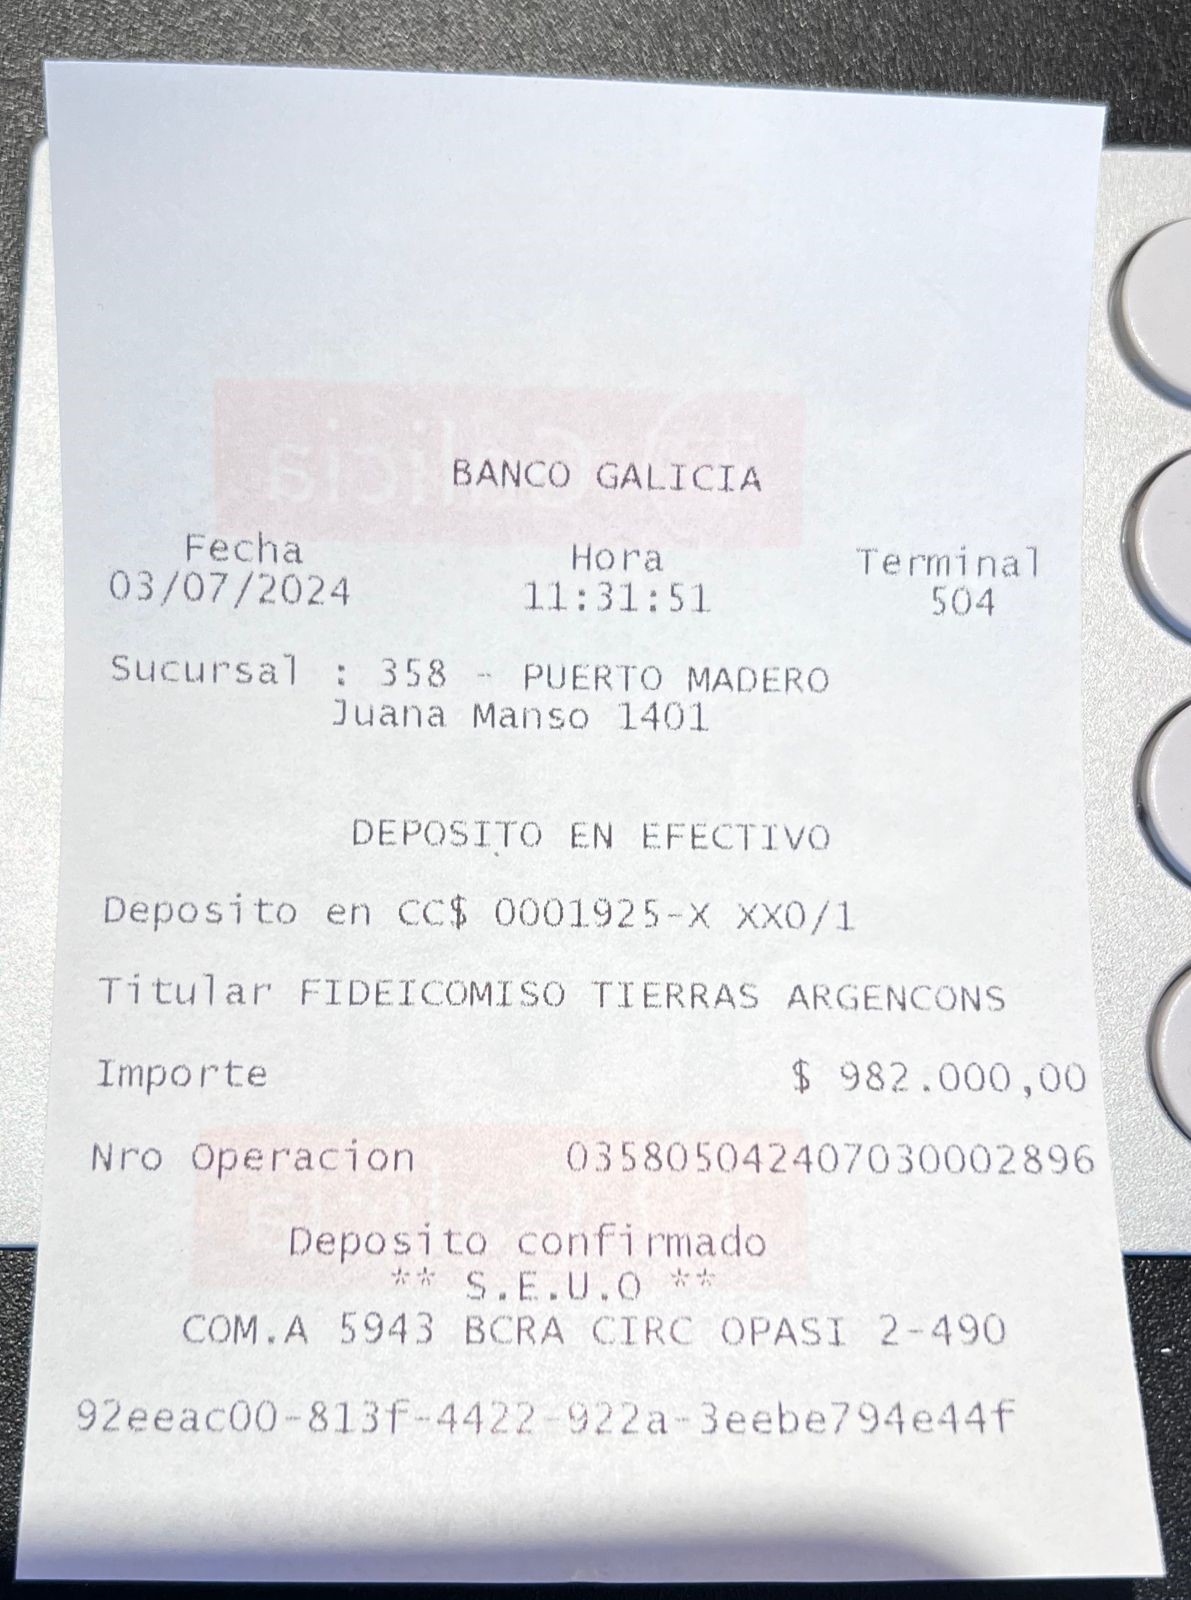 BANCO GALICIA
Fecha Hora Terminal
03/07/2024 11:31:51 504
Sucursal : 358 - PUERTO MADERO
Juana Manso 1401
DEPOSITO EN EFECTIVO
Deposito en CC$ 0001925-X XX0/1
Titular FIDEICOMISO TIERRAS ARGENCONS
Importe $ 982.000,00
Nro Operacion 035805042407030002896
Deposito confirmado
** S.E.U.O **
COM.A 5943 BCRA CIRC OPASI 2-490
92eeac00-813f-4422-922a-3eebe794e44f